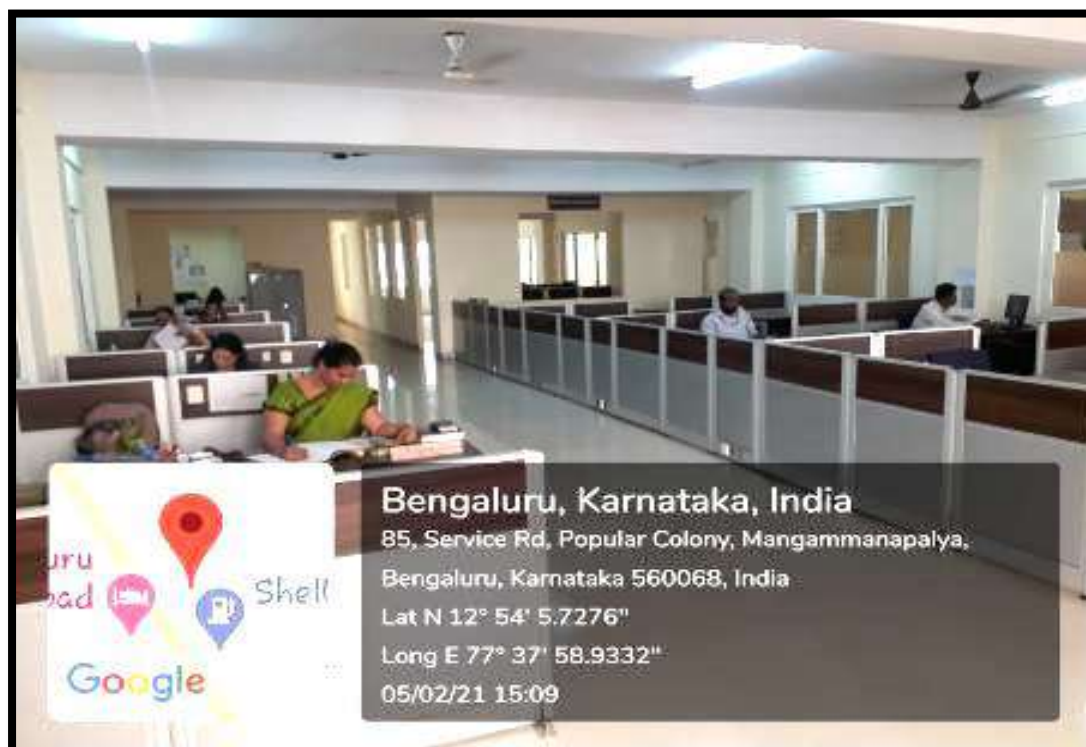 Bengaluru, Karnataka, India
85, Service Rd, Popular Colony, Mangammanapalya,
Bengaluru, Karnataka 560068, India
Lat N 12° 54' 5.7276"
Long E 77° 37' 58.9332"
05/02/21 15:09
uru
oad
Shell
Google